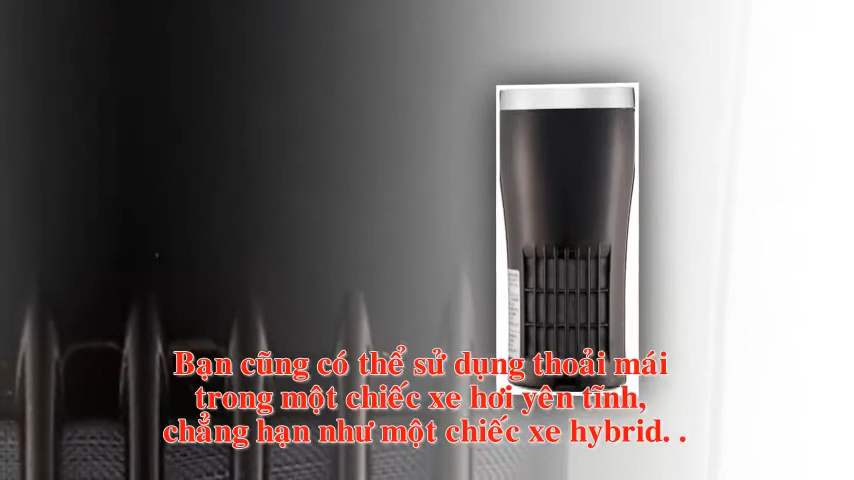 Bạn cũng có thể sử dụng thoải mái
trong một chiếc xe hơi yên tĩnh,
chẳng hạn như một chiếc xe hybrid. .